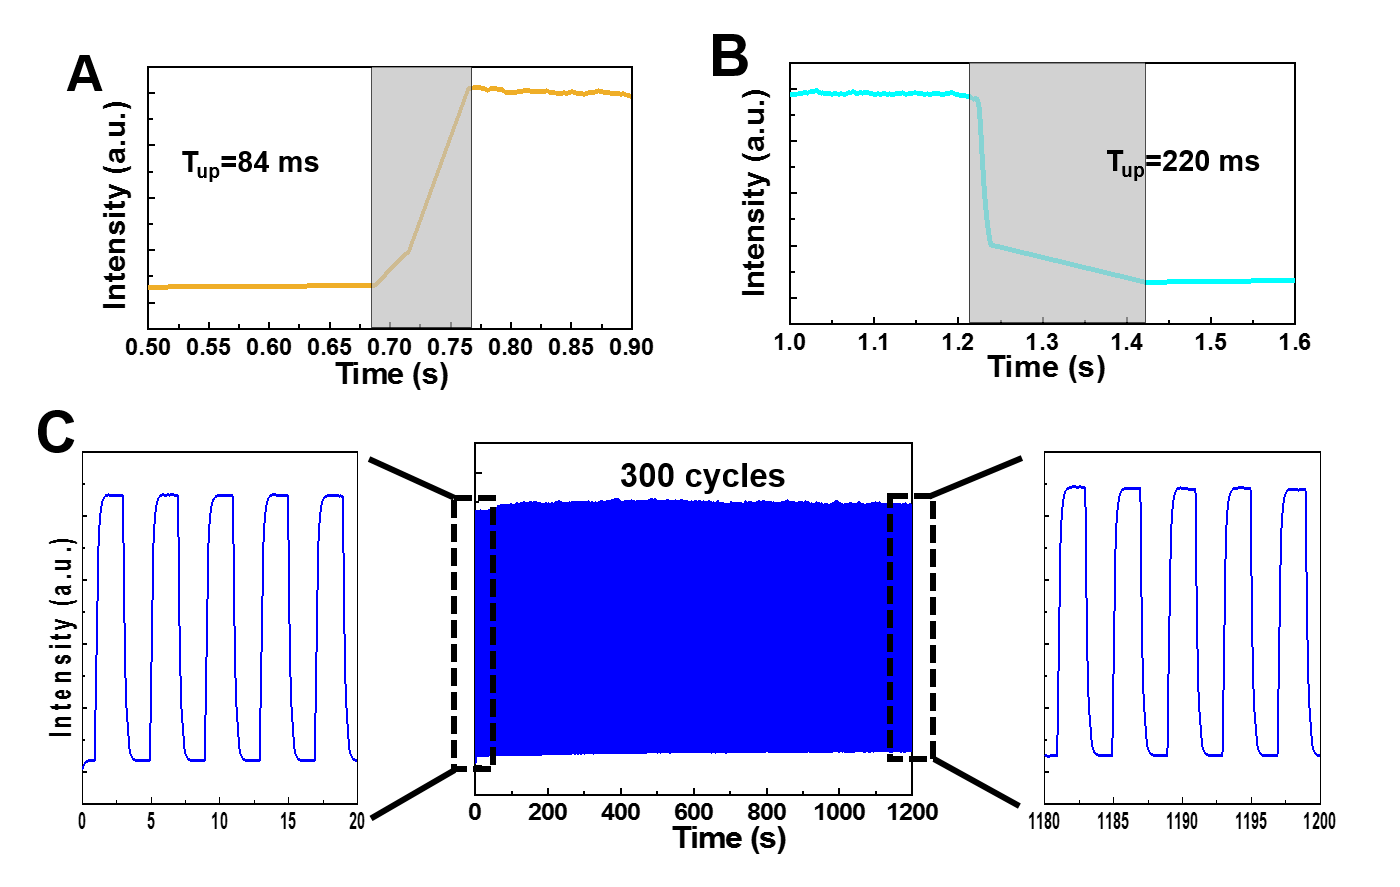 A
Intensity (a.u.)
Tup=84 ms
0.50 0.55 0.60 0.65 0.70 0.75 0.80 0.85 0.90
Time (s)
B
Intensity (a.u.)
Tup=220 ms
1.0 1.1 1.2 1.3 1.4 1.5 1.6
Time (s)
C
Intensity (a.u.)
0 5 10 15 20
300 cycles
0 200 400 600 800 1000 1200
Time (s)
1180 1185 1190 1195 1200